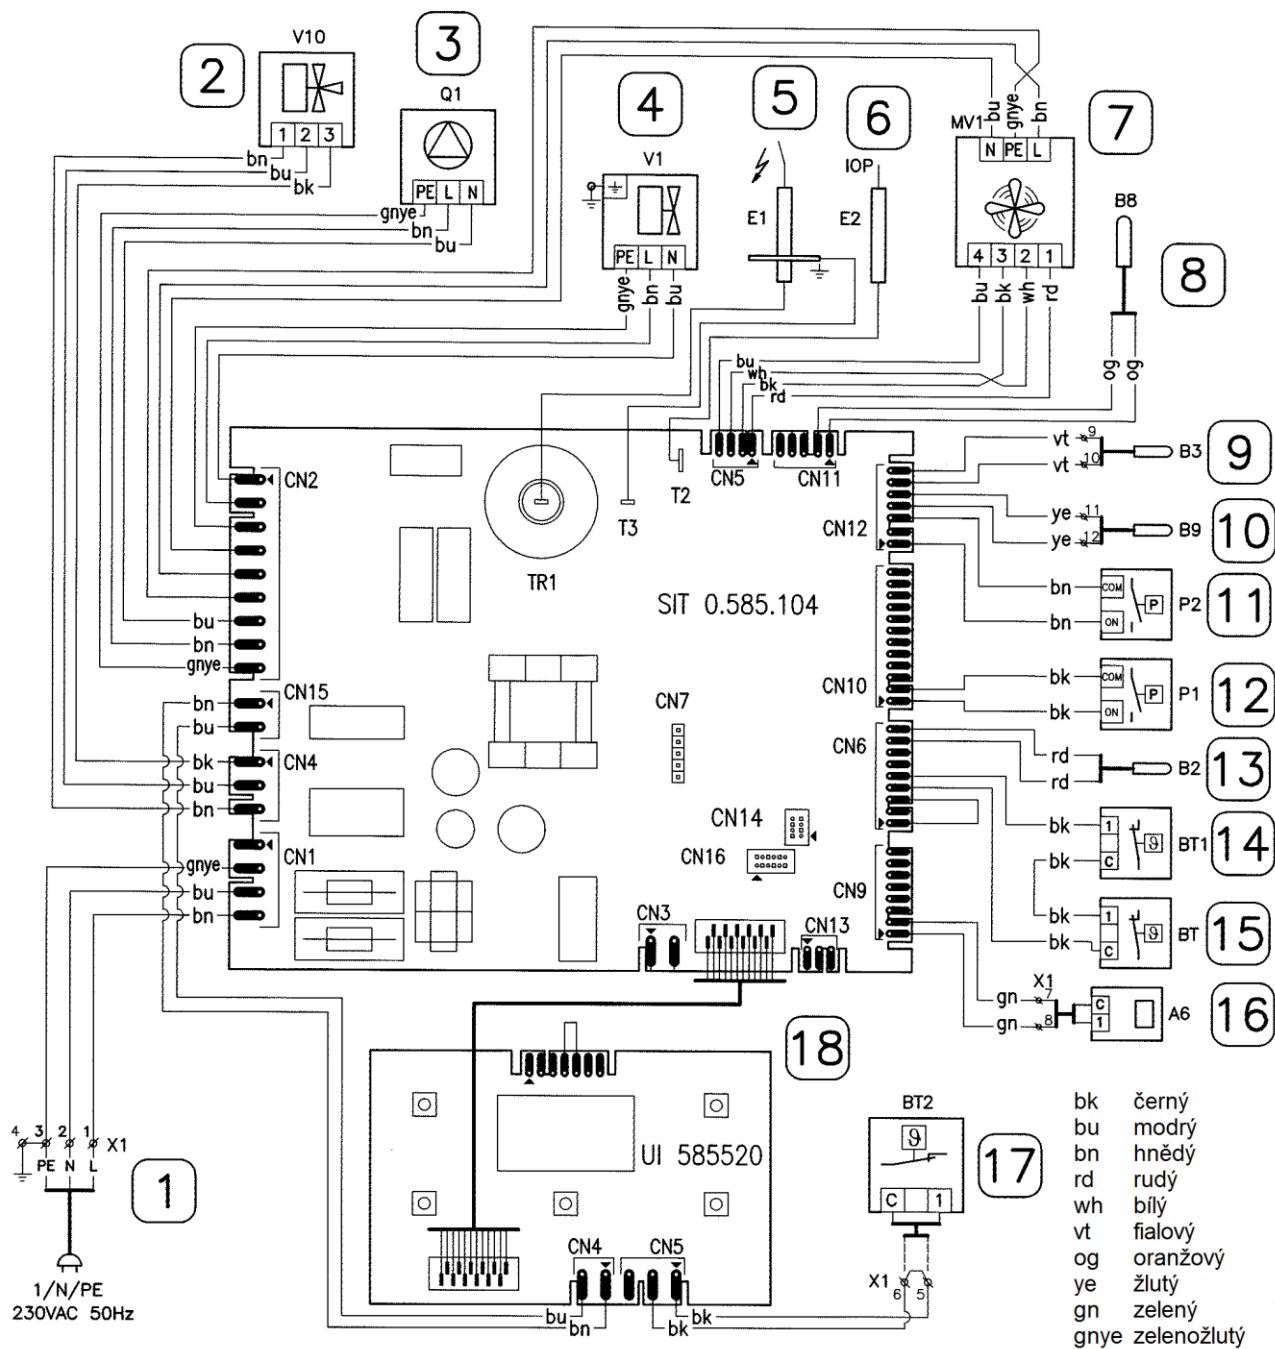 V10
2
1 2 3
bn
bu
bk
3
Q1
PE L N
gnye
bn
bu
4
V1
PE L N
gnye
bn
bu
5
E1
6
IOP
E2
bu
gnye
bn
MV1
N PE L
4 3 2 1
bu
bk
wh
rd
7
B8
8
og
og
bu
wh
bk
rd
CN2
bu
bn
gnye
TR1
T3
T2
CN5
CN11
SIT 0.585.104
CN12
vt 9
vt 10
B3
9
ye 11
ye 12
B9
10
bn
COM
P
P2
bn
ON
11
CN10
bk
COM
P
P1
bk
ON
12
CN15
bn
bu
CN7
CN6
rd
rd
B2
13
CN4
bk
bu
bn
CN14
CN16
bk
1
ϑ
BT1
bk
C
14
CN1
gnye
bu
bn
CN9
bk
1
ϑ
BT
bk
C
15
CN3
CN13
X1
gn 7
gn 8
C
1
A6
16
18
UI 585520
CN4
CN5
bu
bn
bk
bk
BT2
ϑ
C 1
17
X1
6 5
4 3 2 1 X1
PE N L
1
1/N/PE
230VAC 50Hz
bk černý
bu modrý
bn hnědý
rd rudý
wh bílý
vt fialový
og oranžový
ye žlutý
gn zelený
gnye zelenožlutý